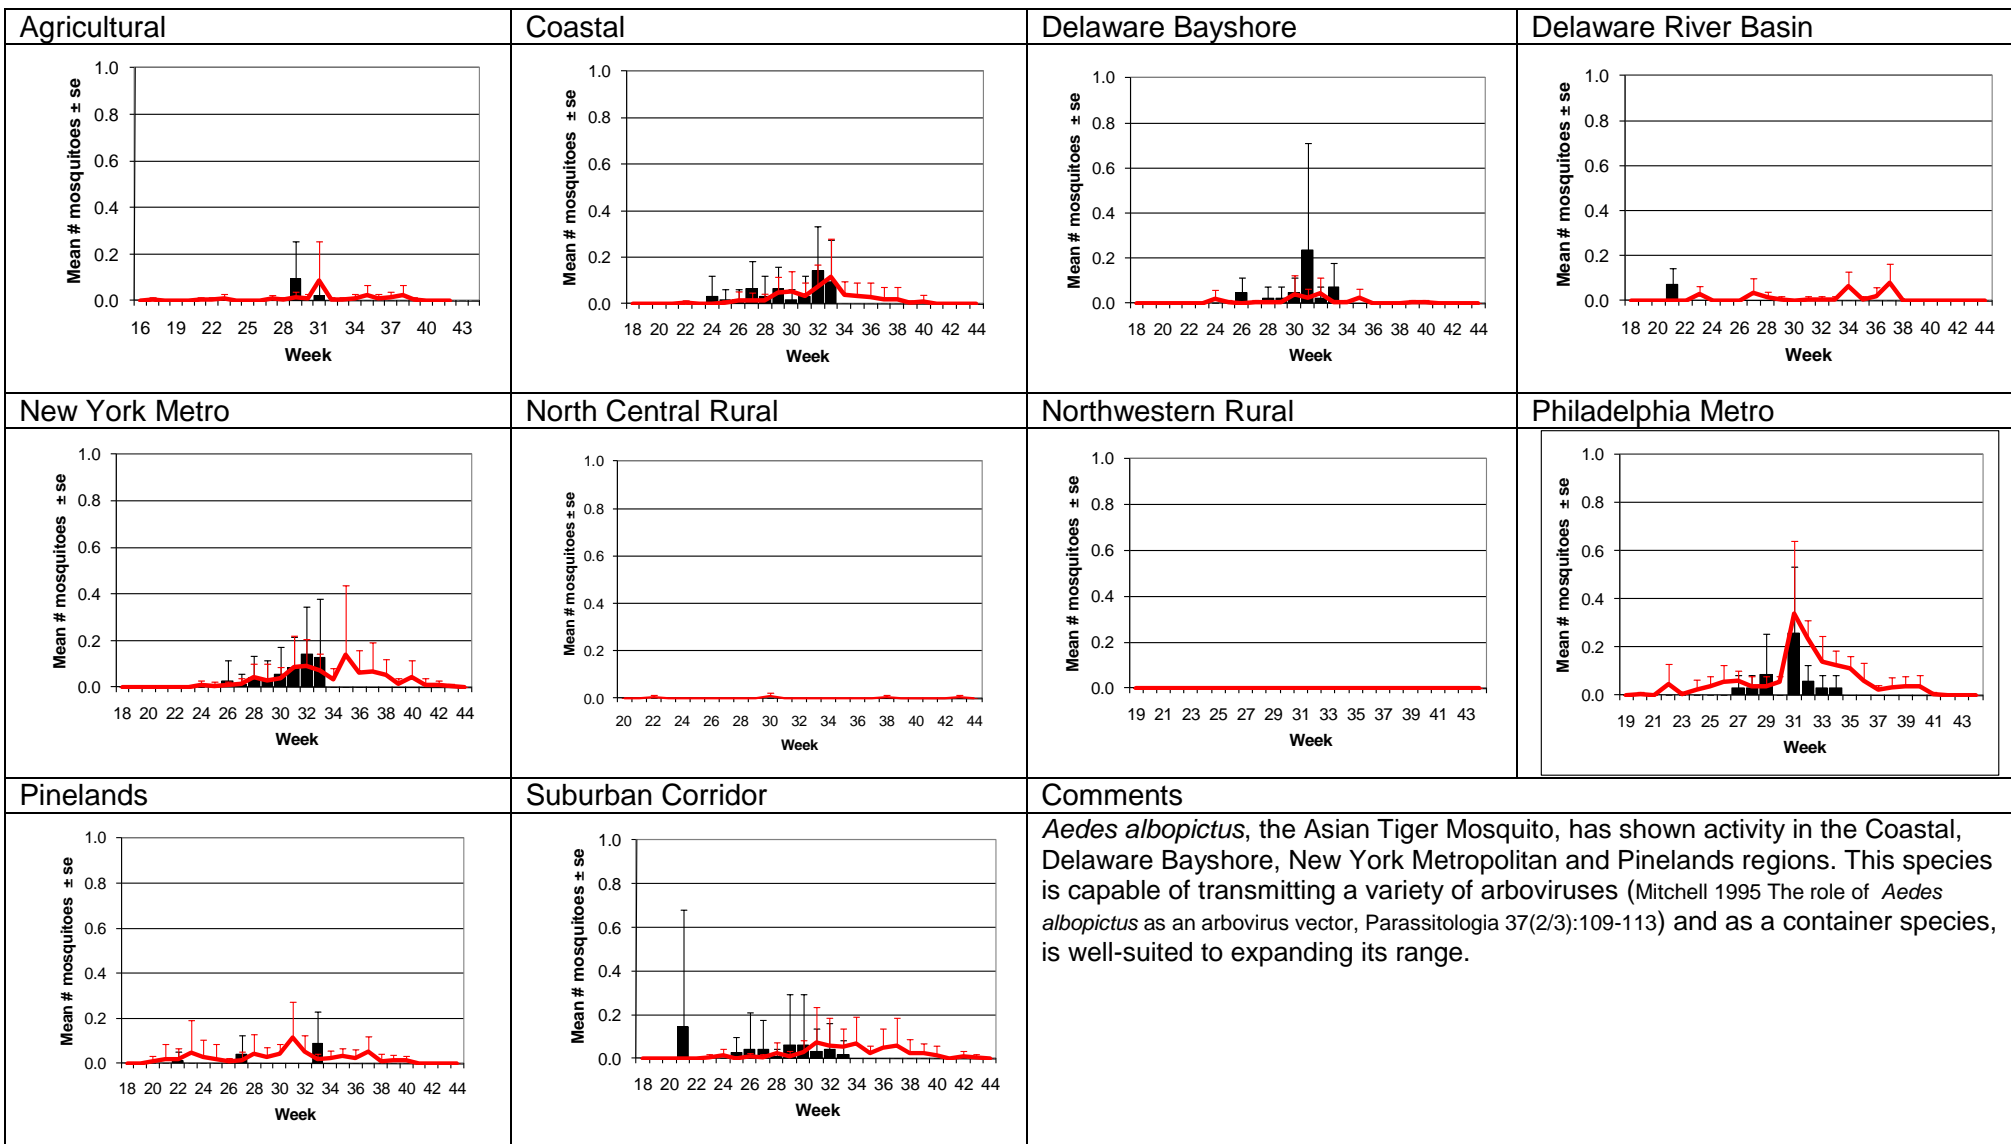 Agricultural
Mean # mosquitoes ± se
1.0
0.8
0.6
0.4
0.2
0.0
16 19 22 25 28 31 34 37 40 43
Week
Coastal
Mean # mosquitoes ± se
1.0
0.8
0.6
0.4
0.2
0.0
18 20 22 24 26 28 30 32 34 36 38 40 42 44
Week
Delaware Bayshore
Mean # mosquitoes ± se
1.0
0.8
0.6
0.4
0.2
0.0
18 20 22 24 26 28 30 32 34 36 38 40 42 44
Week
Delaware River Basin
Mean # mosquitoes ± se
1.0
0.8
0.6
0.4
0.2
0.0
18 20 22 24 26 28 30 32 34 36 38 40 42 44
Week
New York Metro
Mean # mosquitoes ± se
1.0
0.8
0.6
0.4
0.2
0.0
18 20 22 24 26 28 30 32 34 36 38 40 42 44
Week
North Central Rural
Mean # mosquitoes ± se
1.0
0.8
0.6
0.4
0.2
0.0
20 22 24 26 28 30 32 34 36 38 40 42 44
Week
Northwestern Rural
Mean # mosquitoes ± se
1.0
0.8
0.6
0.4
0.2
0.0
19 21 23 25 27 29 31 33 35 37 39 41 43
Week
Philadelphia Metro
Mean # mosquitoes ± se
1.0
0.8
0.6
0.4
0.2
0.0
19 21 23 25 27 29 31 33 35 37 39 41 43
Week
Pinelands
Mean # mosquitoes ± se
1.0
0.8
0.6
0.4
0.2
0.0
18 20 22 24 26 28 30 32 34 36 38 40 42 44
Week
Suburban Corridor
Mean # mosquitoes ± se
1.0
0.8
0.6
0.4
0.2
0.0
18 20 22 24 26 28 30 32 34 36 38 40 42 44
Week
Comments
Aedes albopictus, the Asian Tiger Mosquito, has shown activity in the Coastal,
Delaware Bayshore, New York Metropolitan and Pinelands regions. This species
is capable of transmitting a variety of arboviruses (Mitchell 1995 The role of Aedes
albopictus as an arbovirus vector, Parassitologia 37(2/3):109-113) and as a container species,
is well-suited to expanding its range.